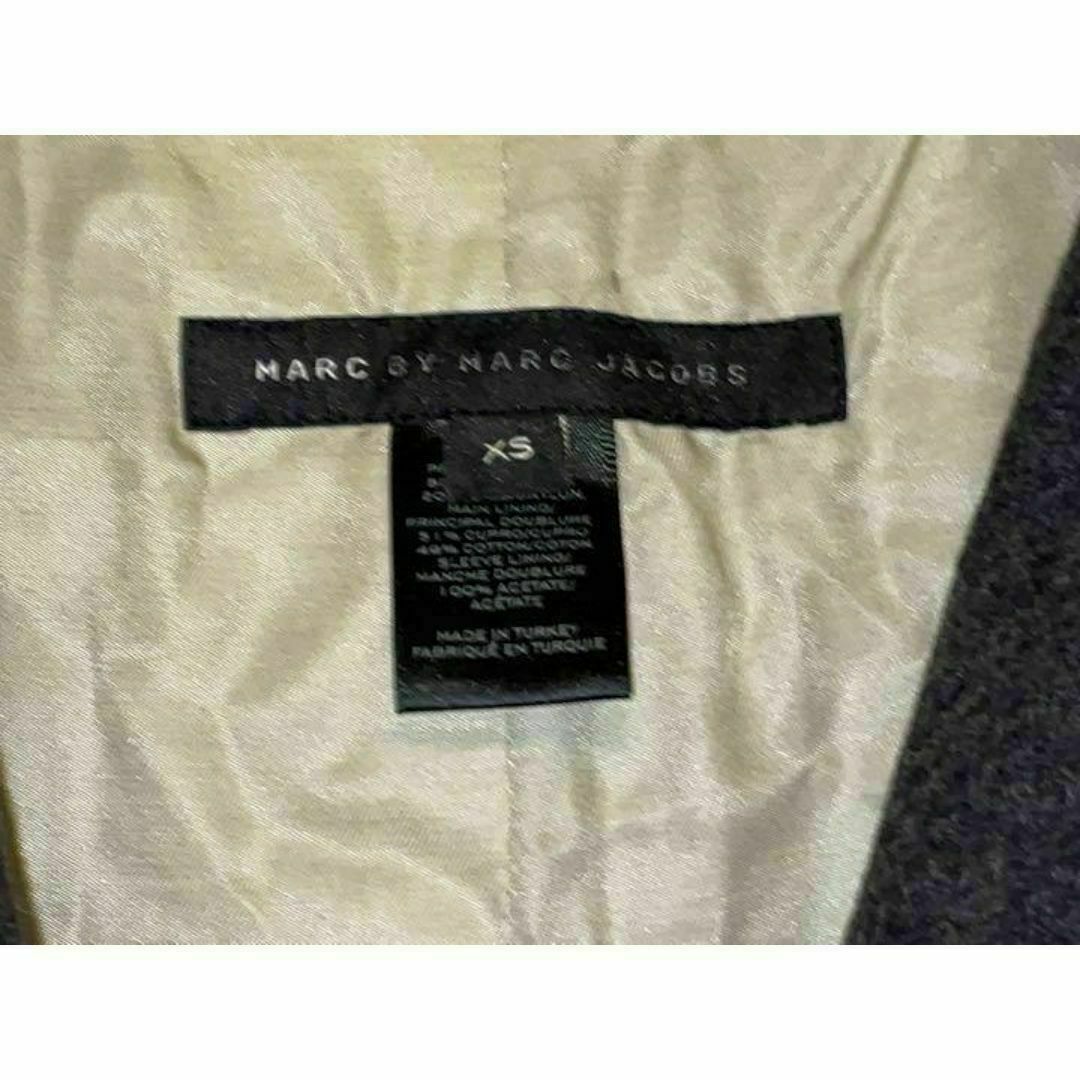 MARC BY MARC JACOBS
XS
MAIN LINING/
PRINCIPAL DOUBLURE
51% CUPRO/CUPRO
49% COTTON/COTON
SLEEVE LINING/
MANCHE DOUBLURE
100% ACETATE/
ACÉTATE
MADE IN TURKEY
FABRIQUÉ EN TURQUIE